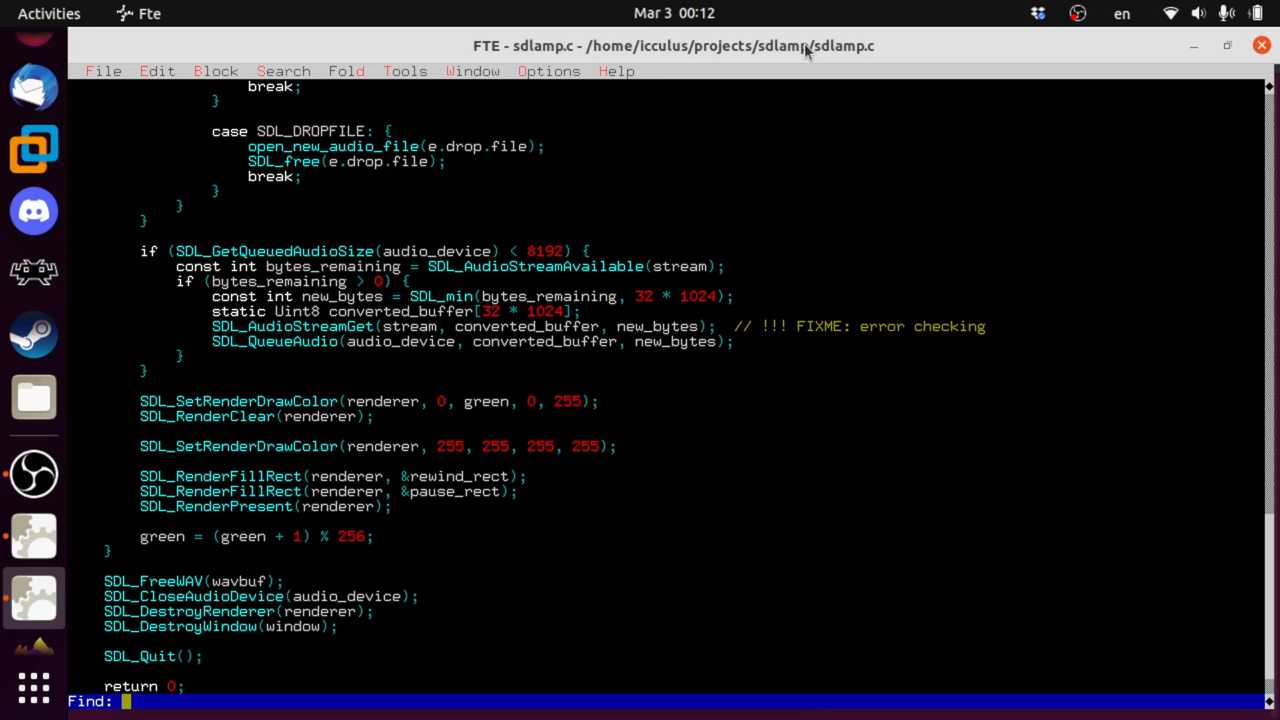 Activities
Fte
Mar 3 00:12
en
FTE - sdlamp.c - /home/icculus/projects/sdlamp/sdlamp.c
File Edit Block Search Fold Tools Window Options Help
break;
}
case SDL_DROPFILE: {
open_new_audio_file(e.drop.file);
SDL_free(e.drop.file);
break;
}
}
}
if (SDL_GetQueuedAudioSize(audio_device) < 8192) {
const int bytes_remaining = SDL_AudioStreamAvailable(stream);
if (bytes_remaining > 0) {
const int new_bytes = SDL_min(bytes_remaining, 32 * 1024);
static Uint8 converted_buffer[32 * 1024];
SDL_AudioStreamGet(stream, converted_buffer, new_bytes);  // !!! FIXME: error checking
SDL_QueueAudio(audio_device, converted_buffer, new_bytes);
}
}
SDL_SetRenderDrawColor(renderer, 0, green, 0, 255);
SDL_RenderClear(renderer);
SDL_SetRenderDrawColor(renderer, 255, 255, 255, 255);
SDL_RenderFillRect(renderer, &rewind_rect);
SDL_RenderFillRect(renderer, &pause_rect);
SDL_RenderPresent(renderer);
green = (green + 1) % 256;
}
SDL_FreeWAV(wavbuf);
SDL_CloseAudioDevice(audio_device);
SDL_DestroyRenderer(renderer);
SDL_DestroyWindow(window);
SDL_Quit();
return 0;
Find: